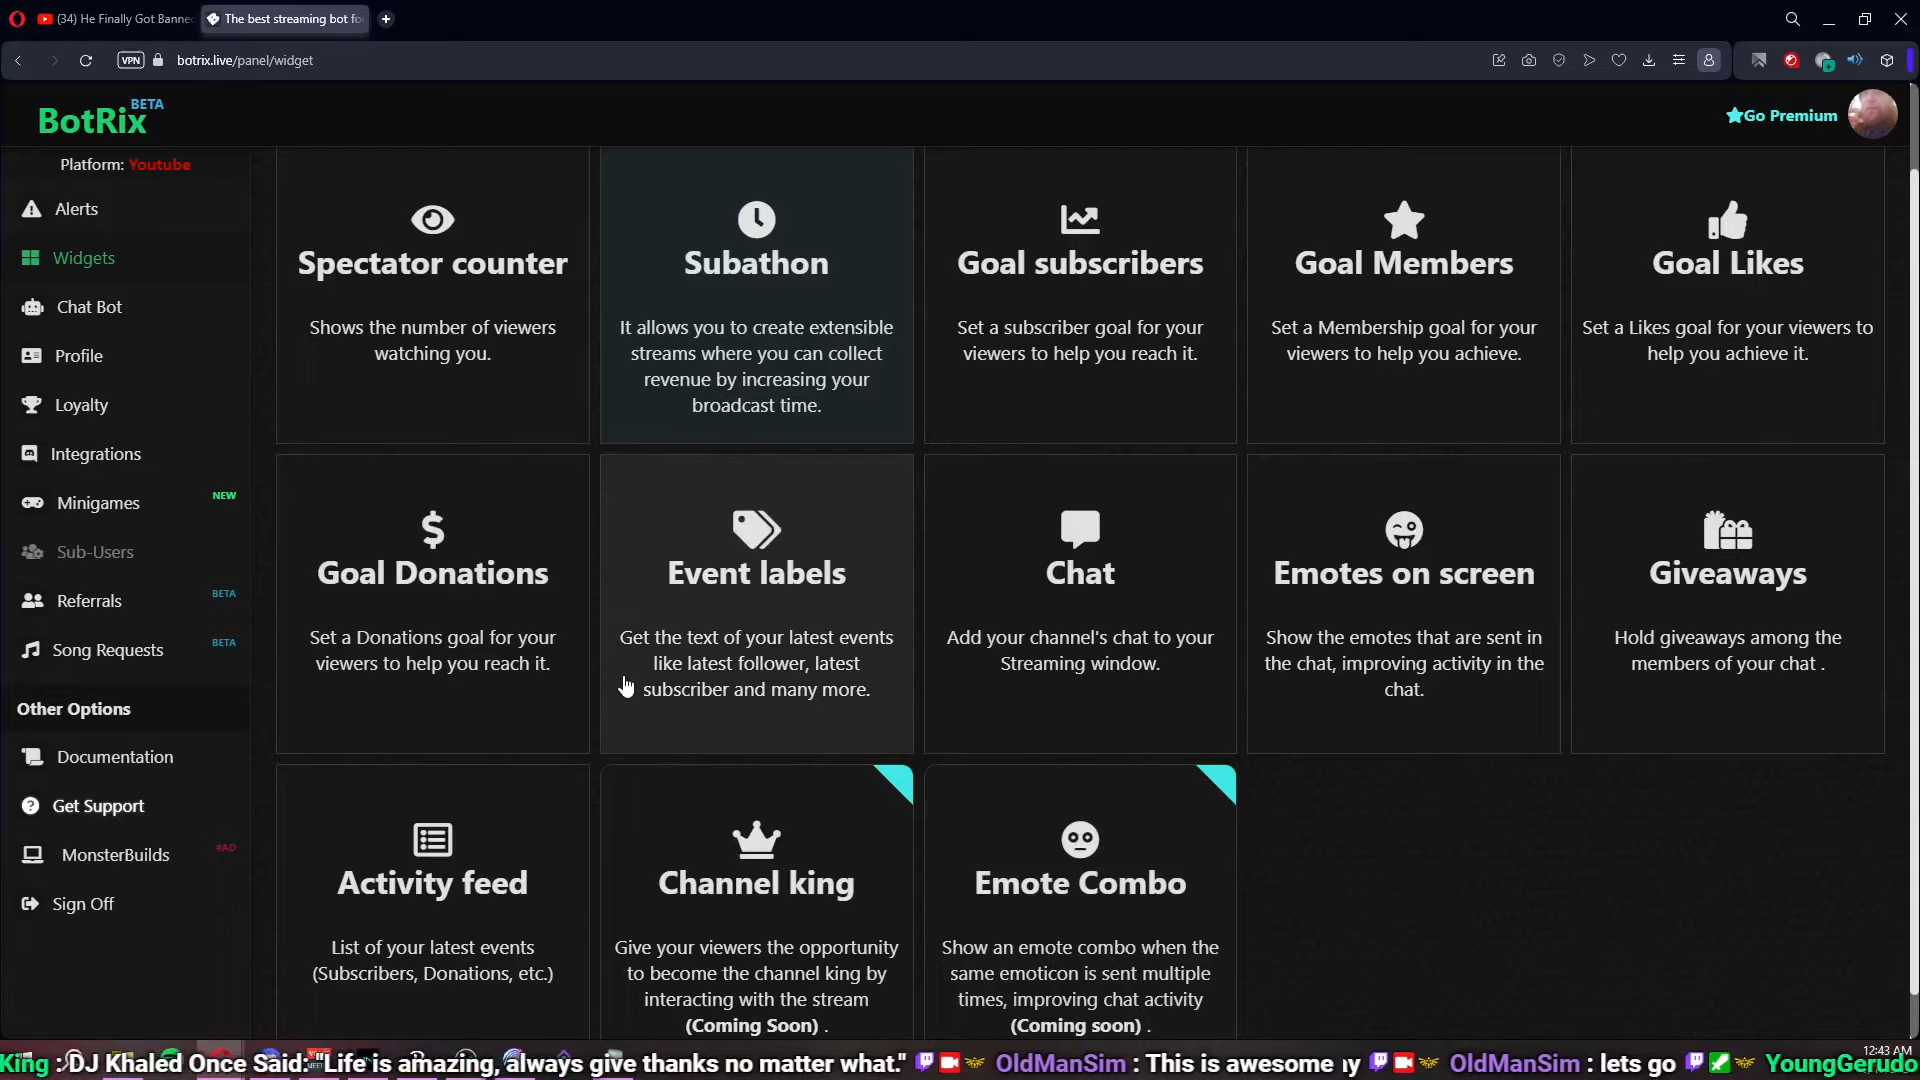 (34) He Finally Got Banne
The best streaming bot fo
VPN
botrix.live/panel/widget
BotRix BETA
Go Premium
Platform: Youtube
Alerts
Widgets
Chat Bot
Profile
Loyalty
Integrations
Minigames NEW
Sub-Users
Referrals BETA
Song Requests BETA
Other Options
Documentation
Get Support
MonsterBuilds #AD
Sign Off
Spectator counter
Shows the number of viewers
watching you.
Subathon
It allows you to create extensible
streams where you can collect
revenue by increasing your
broadcast time.
Goal subscribers
Set a subscriber goal for your
viewers to help you reach it.
Goal Members
Set a Membership goal for your
viewers to help you achieve.
Goal Likes
Set a Likes goal for your viewers to
help you achieve it.
Goal Donations
Set a Donations goal for your
viewers to help you reach it.
Event labels
Get the text of your latest events
like latest follower, latest
subscriber and many more.
Chat
Add your channel's chat to your
Streaming window.
Emotes on screen
Show the emotes that are sent in
the chat, improving activity in the
chat.
Giveaways
Hold giveaways among the
members of your chat .
Activity feed
List of your latest events
(Subscribers, Donations, etc.)
Channel king
Give your viewers the opportunity
to become the channel king by
interacting with the stream
(Coming Soon) .
Emote Combo
Show an emote combo when the
same emoticon is sent multiple
times, improving chat activity
(Coming soon) .
12:43 AM
King : DJ Khaled Once Said: "Life is amazing, always give thanks no matter what." OldManSim : This is awesome ıy OldManSim : lets go YoungGerudo